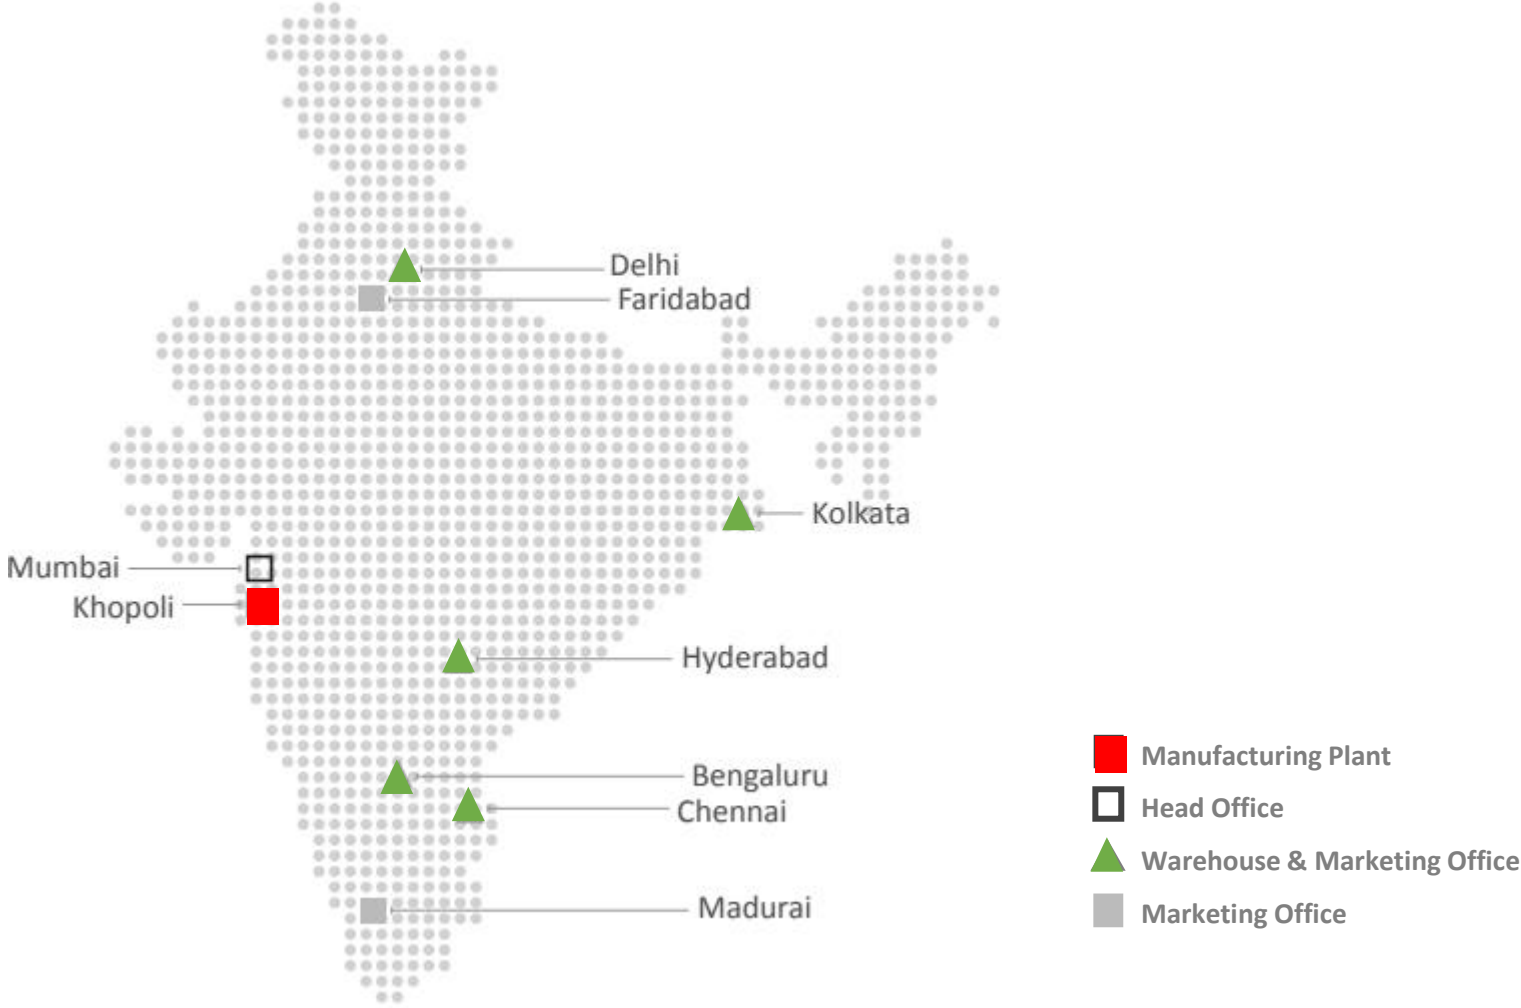 Delhi
Faridabad
Kolkata
Mumbai
Khopoli
Hyderabad
Bengaluru
Chennai
Madurai
Manufacturing Plant
Head Office
Warehouse & Marketing Office
Marketing Office